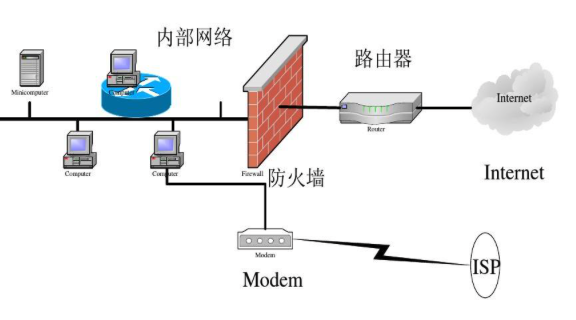 内部网络
路由器
Minicomputer
Computer
Internet
Router
Computer
Computer
Firewall
防火墙
Internet
Modem
ISP
Modem